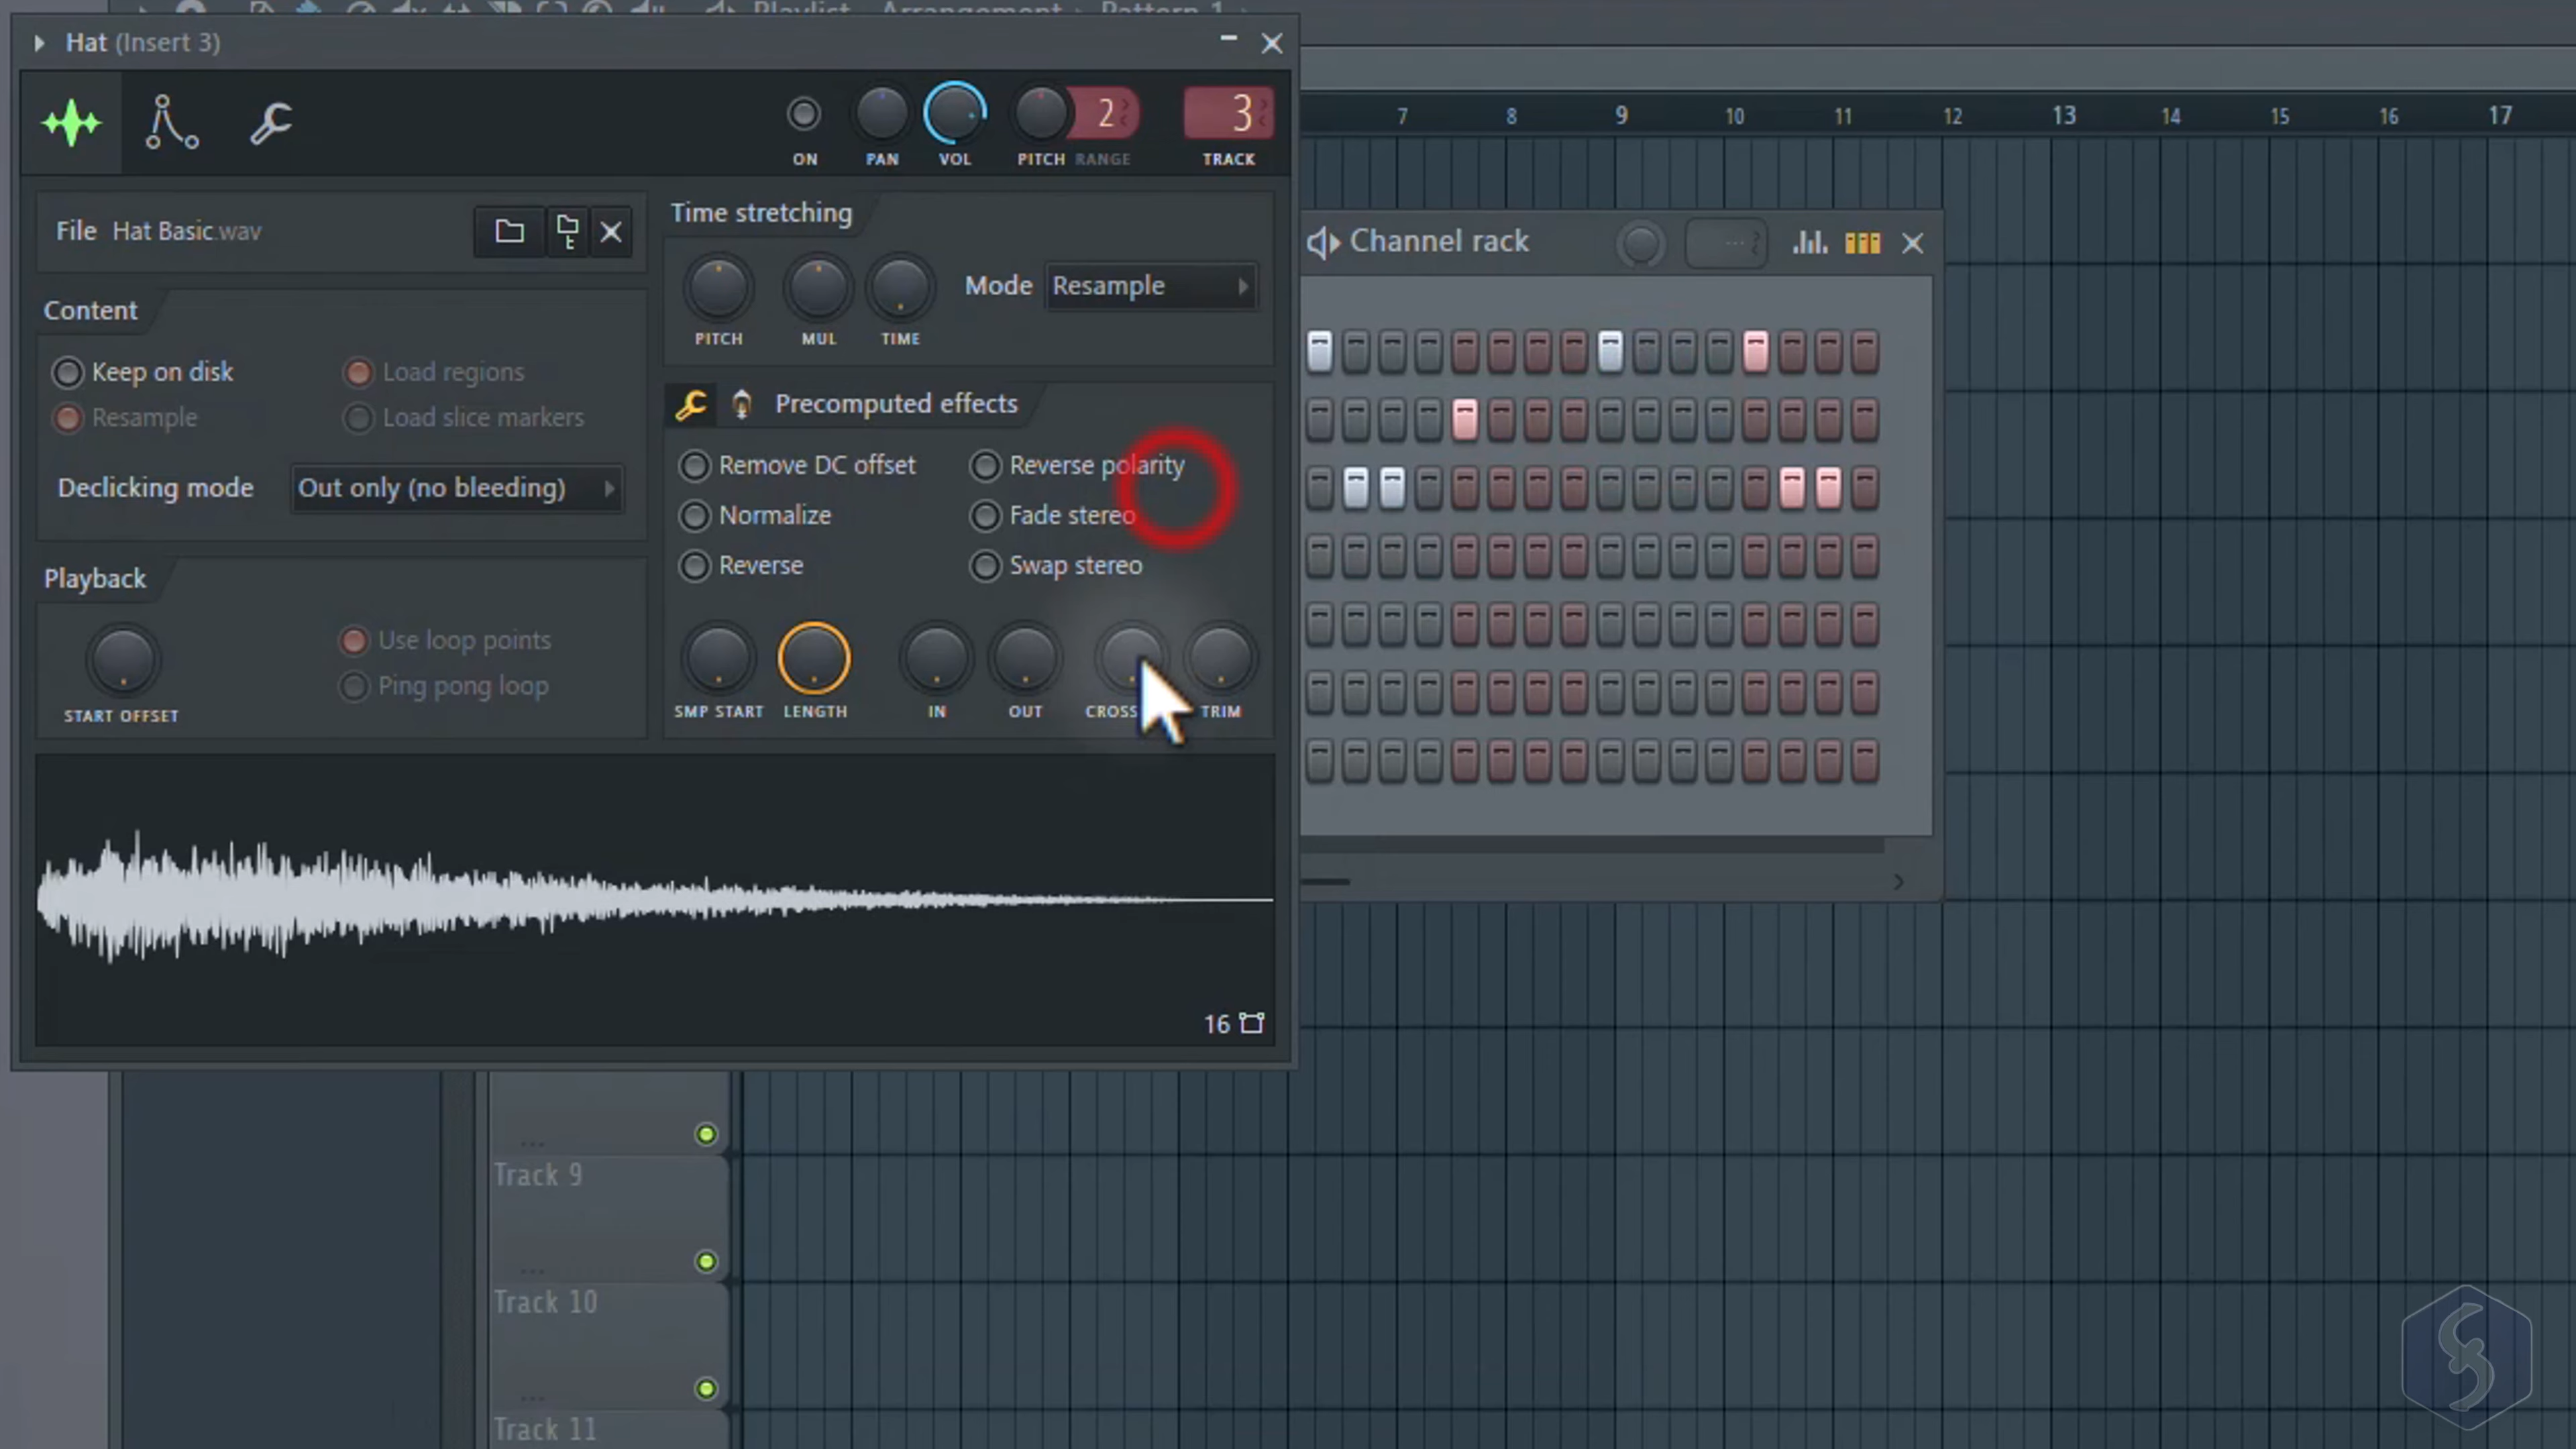 Playlist - Arrangement › Pattern 1 ›
Hat (Insert 3)
2
3
ON
PAN
VOL
PITCH
RANGE
TRACK
7 8 9 10 11 12 13 14 15 16 17
File Hat Basic.wav
Time stretching
PITCH
MUL
TIME
Mode
Resample
Channel rack
Content
Keep on disk
Load regions
Resample
Load slice markers
Declicking mode
Out only (no bleeding)
Precomputed effects
Remove DC offset
Reverse polarity
Normalize
Fade stereo
Reverse
Swap stereo
Playback
Use loop points
Ping pong loop
START OFFSET
SMP START
LENGTH
IN
OUT
CROSS
TRIM
16
...
Track 9
...
Track 10
...
Track 11